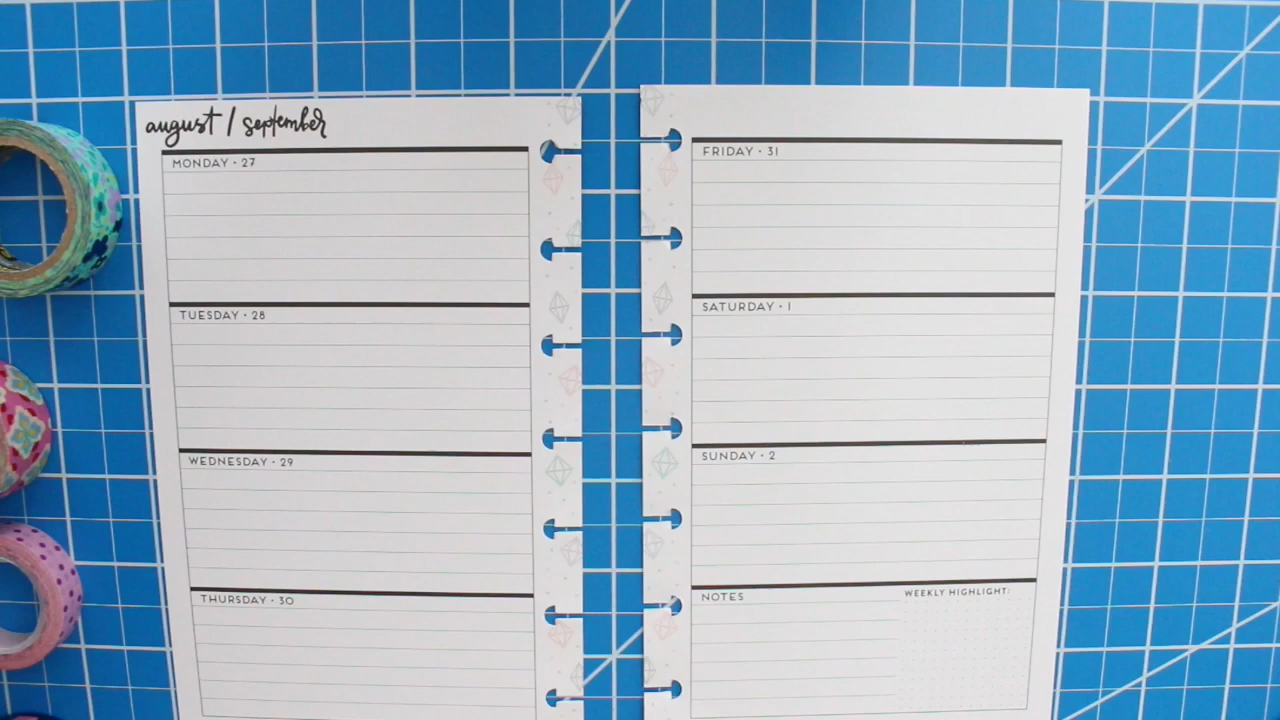 august / september
MONDAY • 27
TUESDAY • 28
WEDNESDAY • 29
THURSDAY • 30
FRIDAY • 31
SATURDAY • 1
SUNDAY • 2
NOTES
WEEKLY HIGHLIGHT: